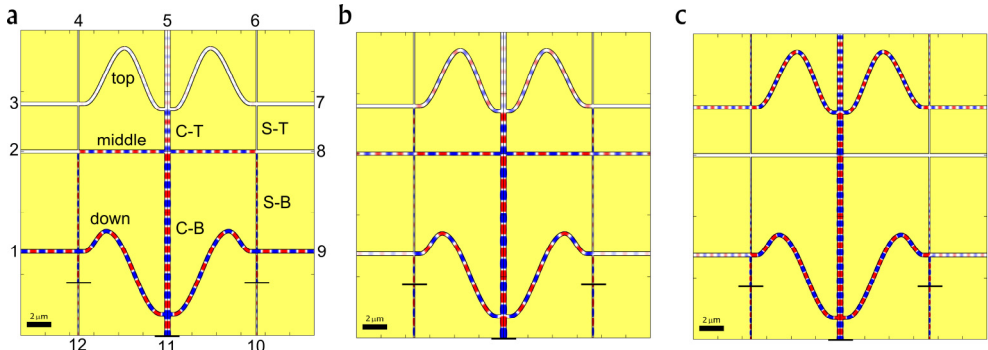 a
b
c
4 5 6
top
3 7
C-T S-T
middle
2 8
S-B
down C-B
1 9
2 μm
2 μm
2 μm
12 11 10